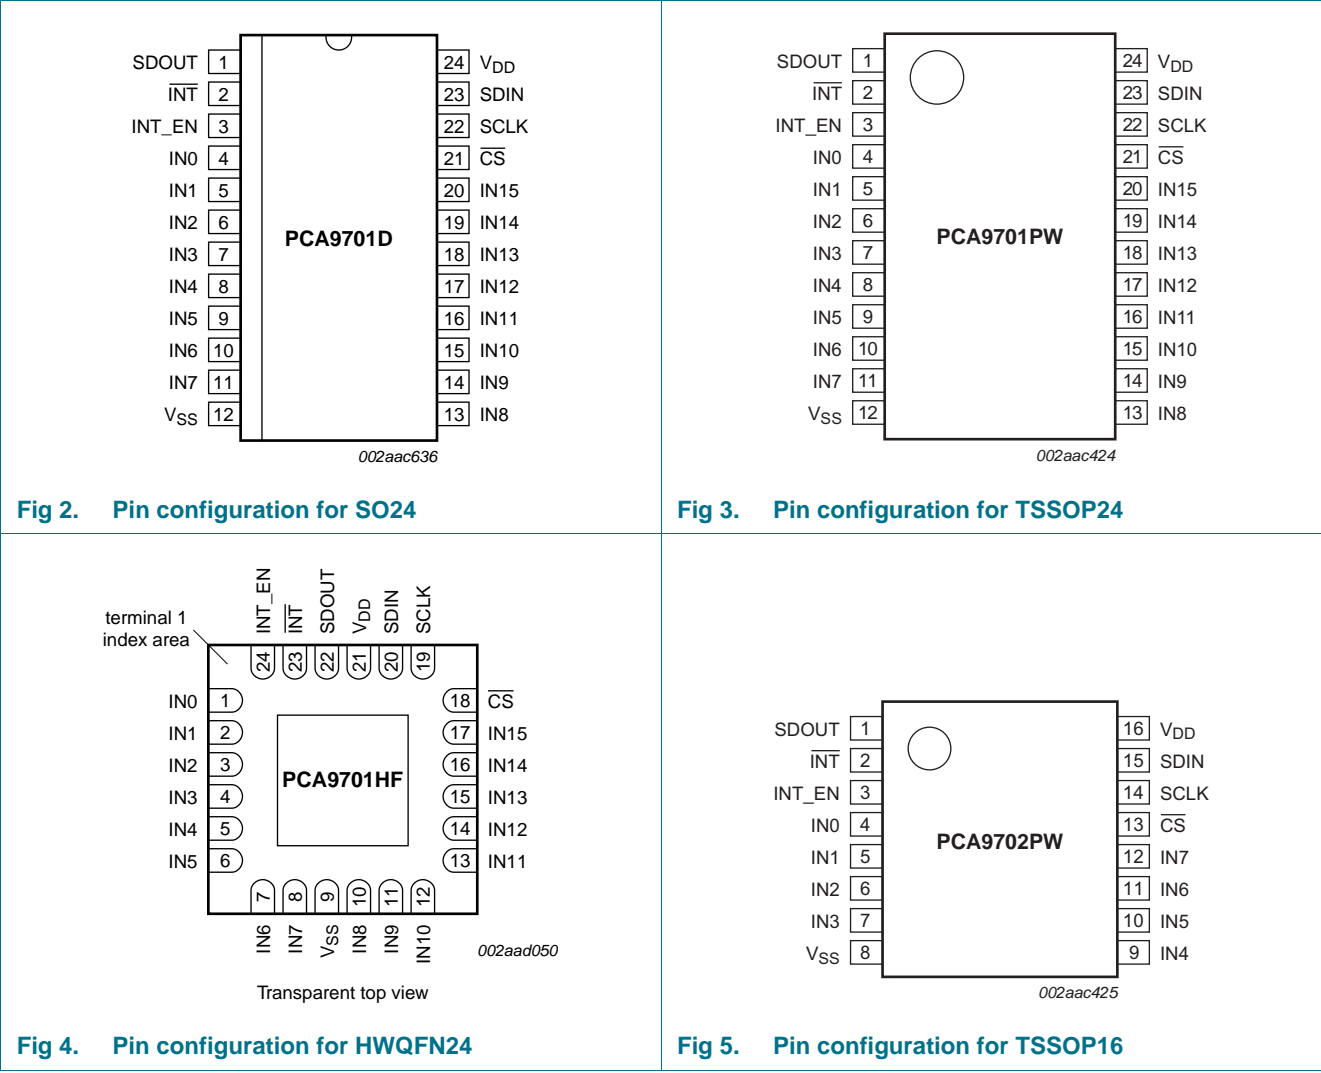 SDOUT 1 24 VDD
INT 2 23 SDIN
INT_EN 3 22 SCLK
IN0 4 21 CS
IN1 5 20 IN15
IN2 6 19 IN14
PCA9701D
IN3 7 18 IN13
IN4 8 17 IN12
IN5 9 16 IN11
IN6 10 15 IN10
IN7 11 14 IN9
VSS 12 13 IN8
002aac636
Fig 2. Pin configuration for SO24
SDOUT 1 24 VDD
INT 2 23 SDIN
INT_EN 3 22 SCLK
IN0 4 21 CS
IN1 5 20 IN15
IN2 6 19 IN14
PCA9701PW
IN3 7 18 IN13
IN4 8 17 IN12
IN5 9 16 IN11
IN6 10 15 IN10
IN7 11 14 IN9
VSS 12 13 IN8
002aac424
Fig 3. Pin configuration for TSSOP24
terminal 1
index area
INT_EN INT SDOUT VDD SDIN SCLK
24 23 22 21 20 19
IN0 1 18 CS
IN1 2 17 IN15
IN2 3 16 IN14
PCA9701HF
IN3 4 15 IN13
IN4 5 14 IN12
IN5 6 13 IN11
7 8 9 10 11 12
IN6 IN7 VSS IN8 IN9 IN10
002aad050
Transparent top view
Fig 4. Pin configuration for HWQFN24
SDOUT 1 16 VDD
INT 2 15 SDIN
INT_EN 3 14 SCLK
IN0 4 13 CS
PCA9702PW
IN1 5 12 IN7
IN2 6 11 IN6
IN3 7 10 IN5
VSS 8 9 IN4
002aac425
Fig 5. Pin configuration for TSSOP16